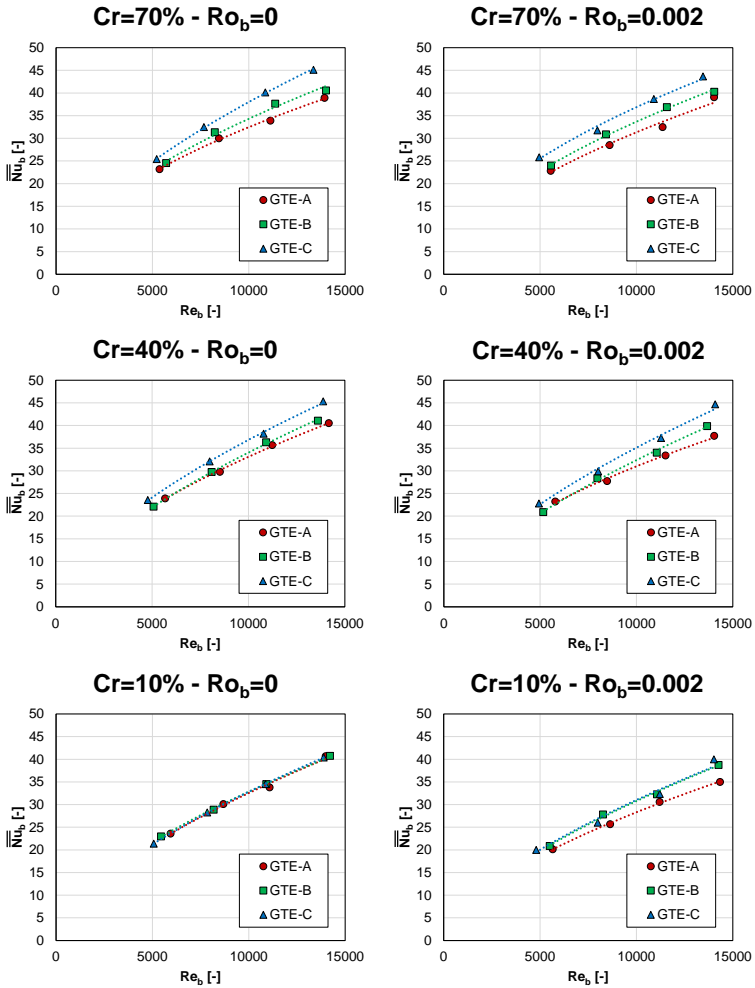 Cr=70% - Ro_b=0
50
45
40
35
30
25
20
15
10
5
0
Nu_b [-]
GTE-A
GTE-B
GTE-C
0 5000 10000 15000
Re_b [-]
Cr=70% - Ro_b=0.002
50
45
40
35
30
25
20
15
10
5
0
Nu_b [-]
GTE-A
GTE-B
GTE-C
0 5000 10000 15000
Re_b [-]
Cr=40% - Ro_b=0
50
45
40
35
30
25
20
15
10
5
0
Nu_b [-]
GTE-A
GTE-B
GTE-C
0 5000 10000 15000
Re_b [-]
Cr=40% - Ro_b=0.002
50
45
40
35
30
25
20
15
10
5
0
Nu_b [-]
GTE-A
GTE-B
GTE-C
0 5000 10000 15000
Re_b [-]
Cr=10% - Ro_b=0
50
45
40
35
30
25
20
15
10
5
0
Nu_b [-]
GTE-A
GTE-B
GTE-C
0 5000 10000 15000
Re_b [-]
Cr=10% - Ro_b=0.002
50
45
40
35
30
25
20
15
10
5
0
Nu_b [-]
GTE-A
GTE-B
GTE-C
0 5000 10000 15000
Re_b [-]